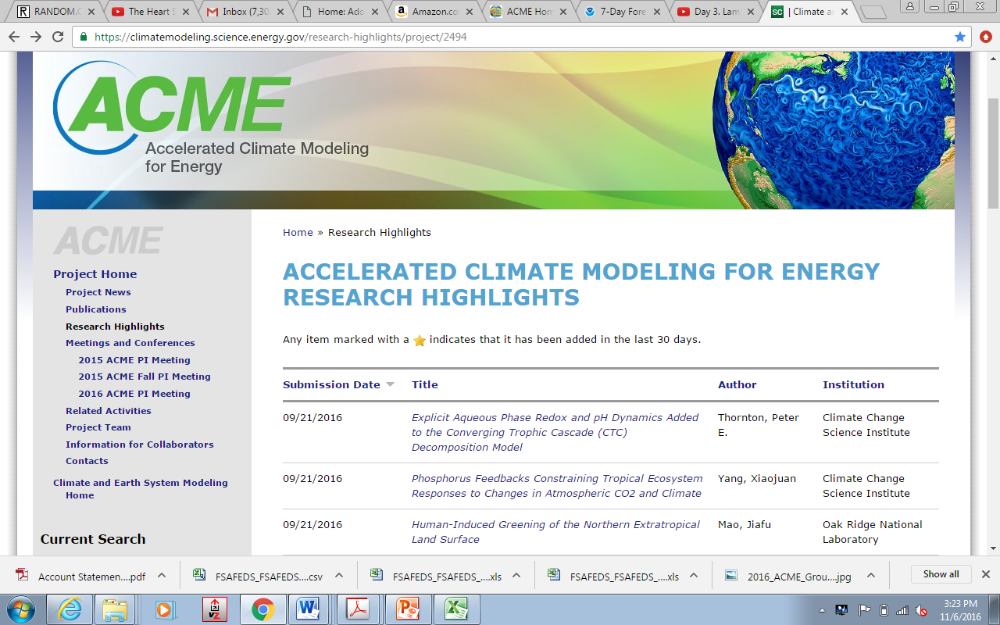 RANDOM.C
The Heart S
Inbox (7,30
Home: Ado
Amazon.co
ACME Hom
7-Day Fore
Day 3. Lam
SC | Climate a
https://climatemodeling.science.energy.gov/research-highlights/project/2494
ACME
Accelerated Climate Modeling
for Energy
ACME
Project Home
Project News
Publications
Research Highlights
Meetings and Conferences
2015 ACME PI Meeting
2015 ACME Fall PI Meeting
2016 ACME PI Meeting
Related Activities
Project Team
Information for Collaborators
Contacts
Climate and Earth System Modeling
Home
Current Search
Home » Research Highlights
ACCELERATED CLIMATE MODELING FOR ENERGY
RESEARCH HIGHLIGHTS
Any item marked with a indicates that it has been added in the last 30 days.
Submission Date Title Author Institution
09/21/2016 Explicit Aqueous Phase Redox and pH Dynamics Added Thornton, Peter Climate Change
to the Converging Trophic Cascade (CTC) E. Science Institute
Decomposition Model
09/21/2016 Phosphorus Feedbacks Constraining Tropical Ecosystem Yang, Xiaojuan Climate Change
Responses to Changes in Atmospheric CO2 and Climate Science Institute
09/21/2016 Human-Induced Greening of the Northern Extratropical Mao, Jiafu Oak Ridge National
Land Surface Laboratory
Account Statemen....pdf
FSAFEDS_FSAFEDS....csv
FSAFEDS_FSAFEDS_....xls
FSAFEDS_FSAFEDS_....xls
2016_ACME_Grou....jpg
Show all
3:23 PM
11/6/2016